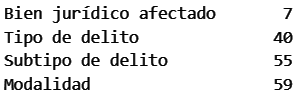 Bien jurídico afectado 7
Tipo de delito 40
Subtipo de delito 55
Modalidad 59